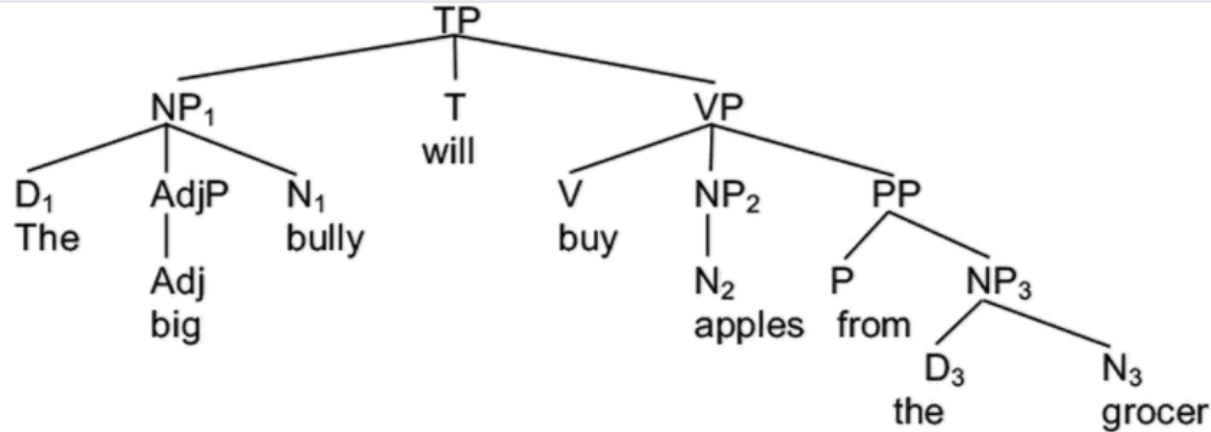 TP
NP₁ T VP
will
D₁ AdjP N₁ V NP₂ PP
The bully buy
Adj N₂ P NP₃
big apples from
D₃ N₃
the grocer